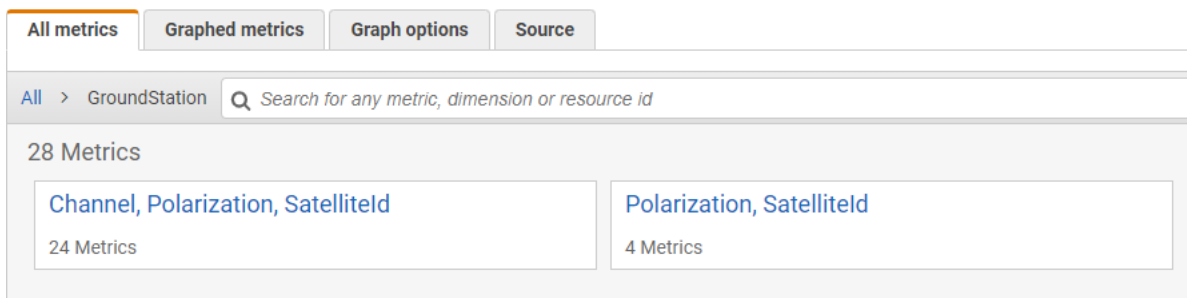 All metrics Graphed metrics Graph options Source
All > GroundStation Search for any metric, dimension or resource id
28 Metrics
Channel, Polarization, SatelliteId Polarization, SatelliteId
24 Metrics 4 Metrics